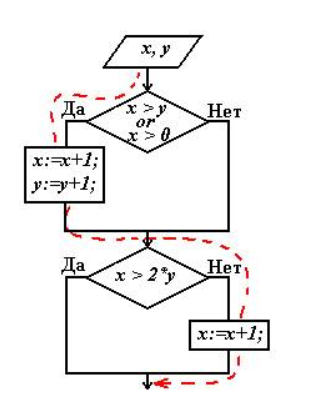 x, y
Да
x > y
or
x > 0
Нет
x:=x+1;
y:=y+1;
Да
x > 2*y
Нет
x:=x+1;